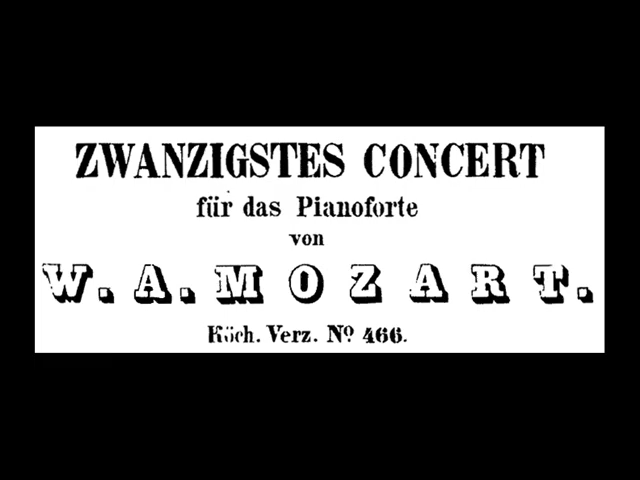 ZWANZIGSTES CONCERT
für das Pianoforte
von
W. A. MOZART.
Köch. Verz. Nº 466.